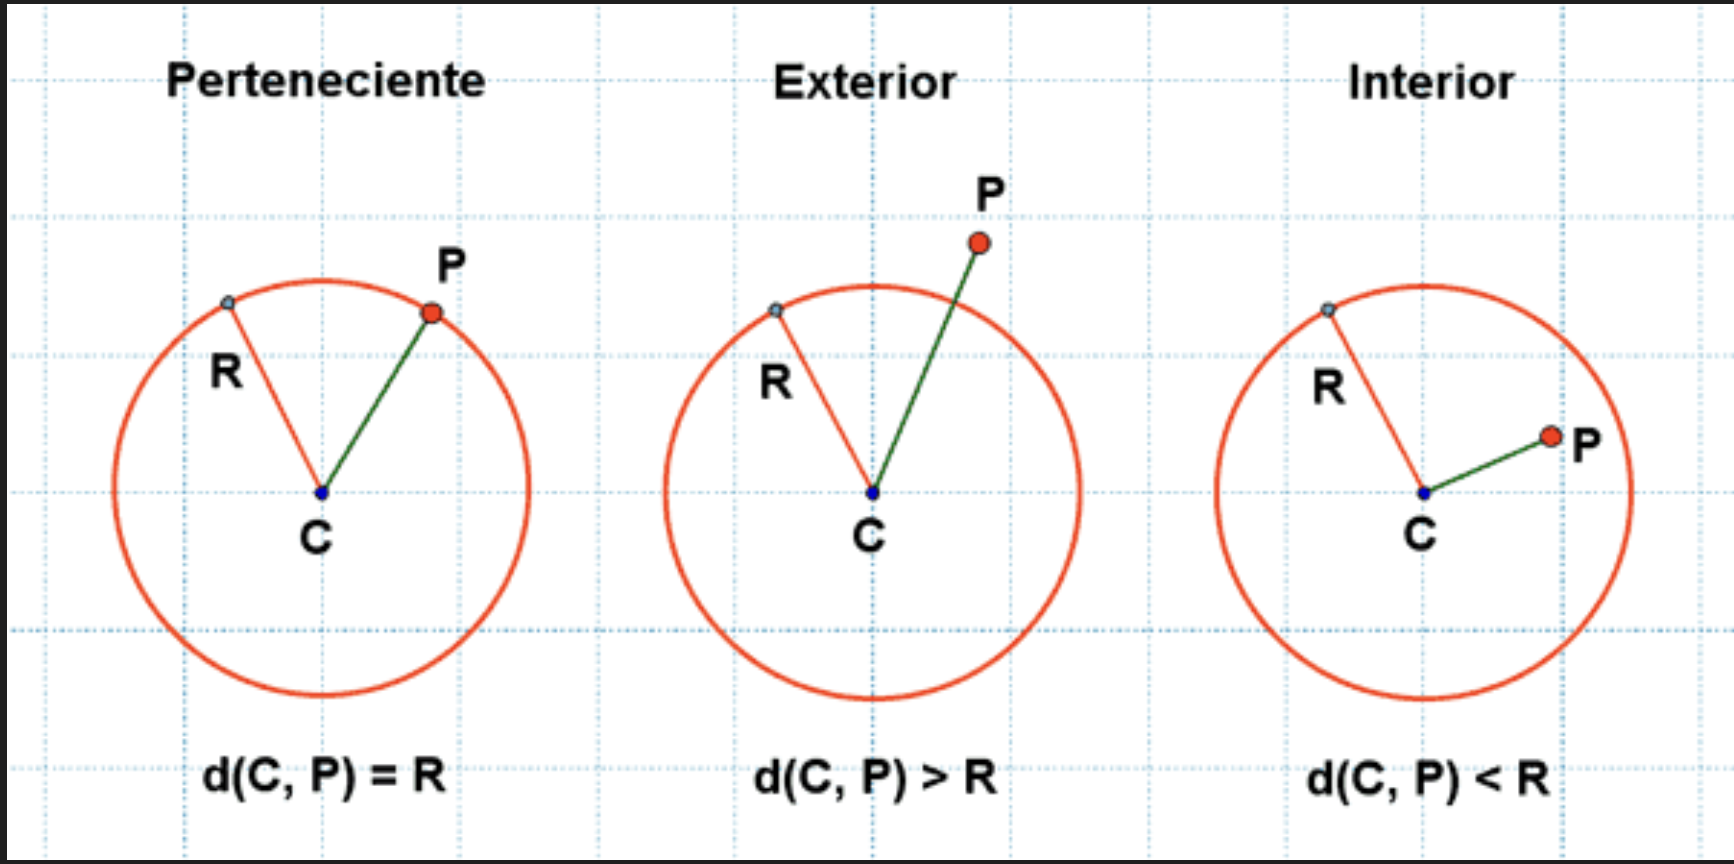 Perteneciente
Exterior
Interior
P
R
C
P
R
C
R
P
C
d(C, P) = R
d(C, P) > R
d(C, P) < R